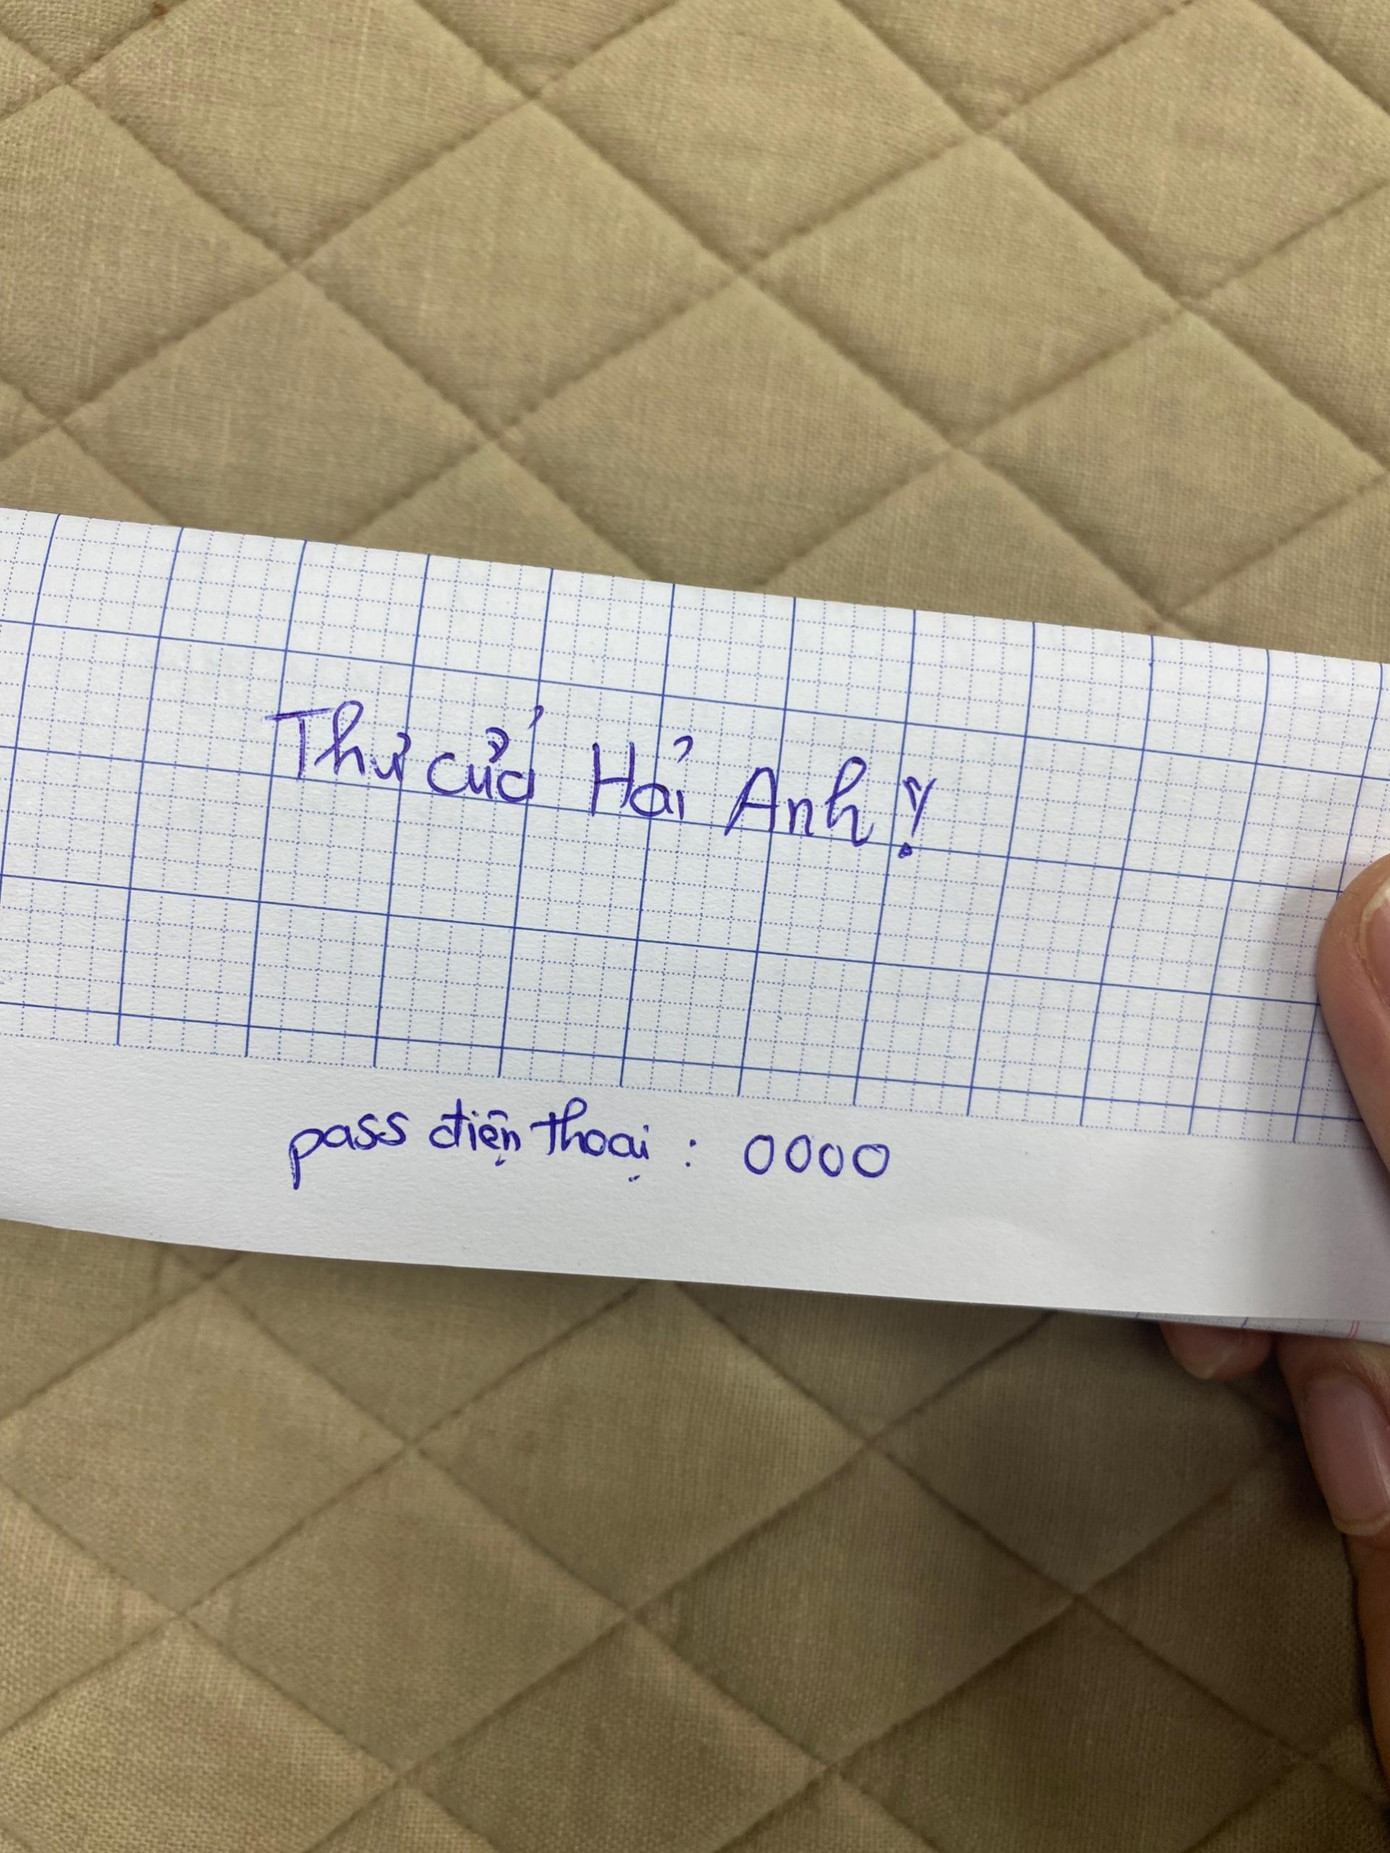 Thư của Hải Anh!
pass điện thoại : 0000